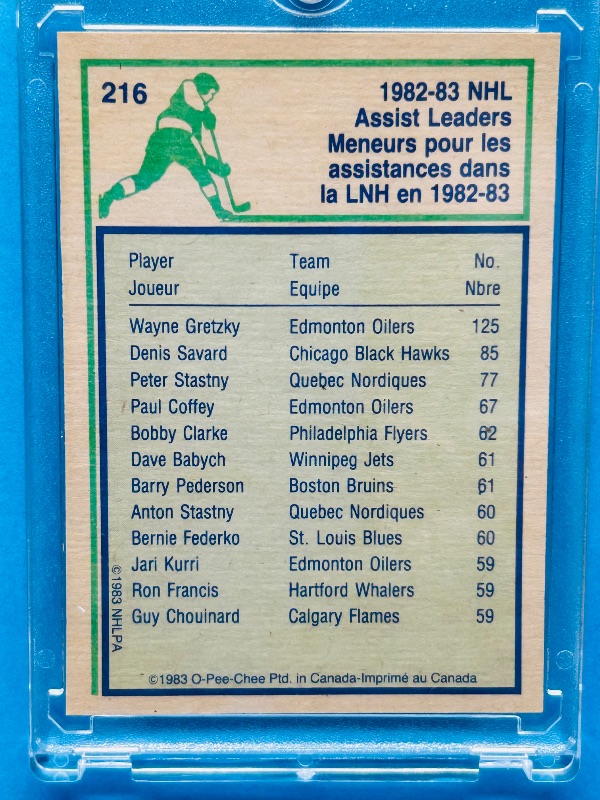 216
1982-83 NHL
Assist Leaders
Meneurs pour les
assistances dans
la LNH en 1982-83
Player Team No.
Joueur Equipe Nbre
Wayne Gretzky Edmonton Oilers 125
Denis Savard Chicago Black Hawks 85
Peter Stastny Quebec Nordiques 77
Paul Coffey Edmonton Oilers 67
Bobby Clarke Philadelphia Flyers 62
Dave Babych Winnipeg Jets 61
Barry Pederson Boston Bruins 61
Anton Stastny Quebec Nordiques 60
Bernie Federko St. Louis Blues 60
Jari Kurri Edmonton Oilers 59
Ron Francis Hartford Whalers 59
Guy Chouinard Calgary Flames 59
©1983 NHLPA
©1983 O-Pee-Chee Ptd. in Canada-Imprimé au Canada